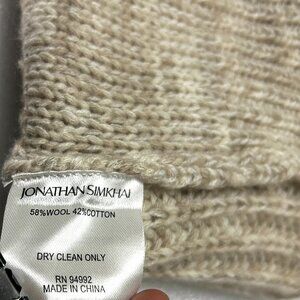 JONATHAN SIMKHAI
58%WOOL 42%COTTON
DRY CLEAN ONLY
RN 94992
MADE IN CHINA